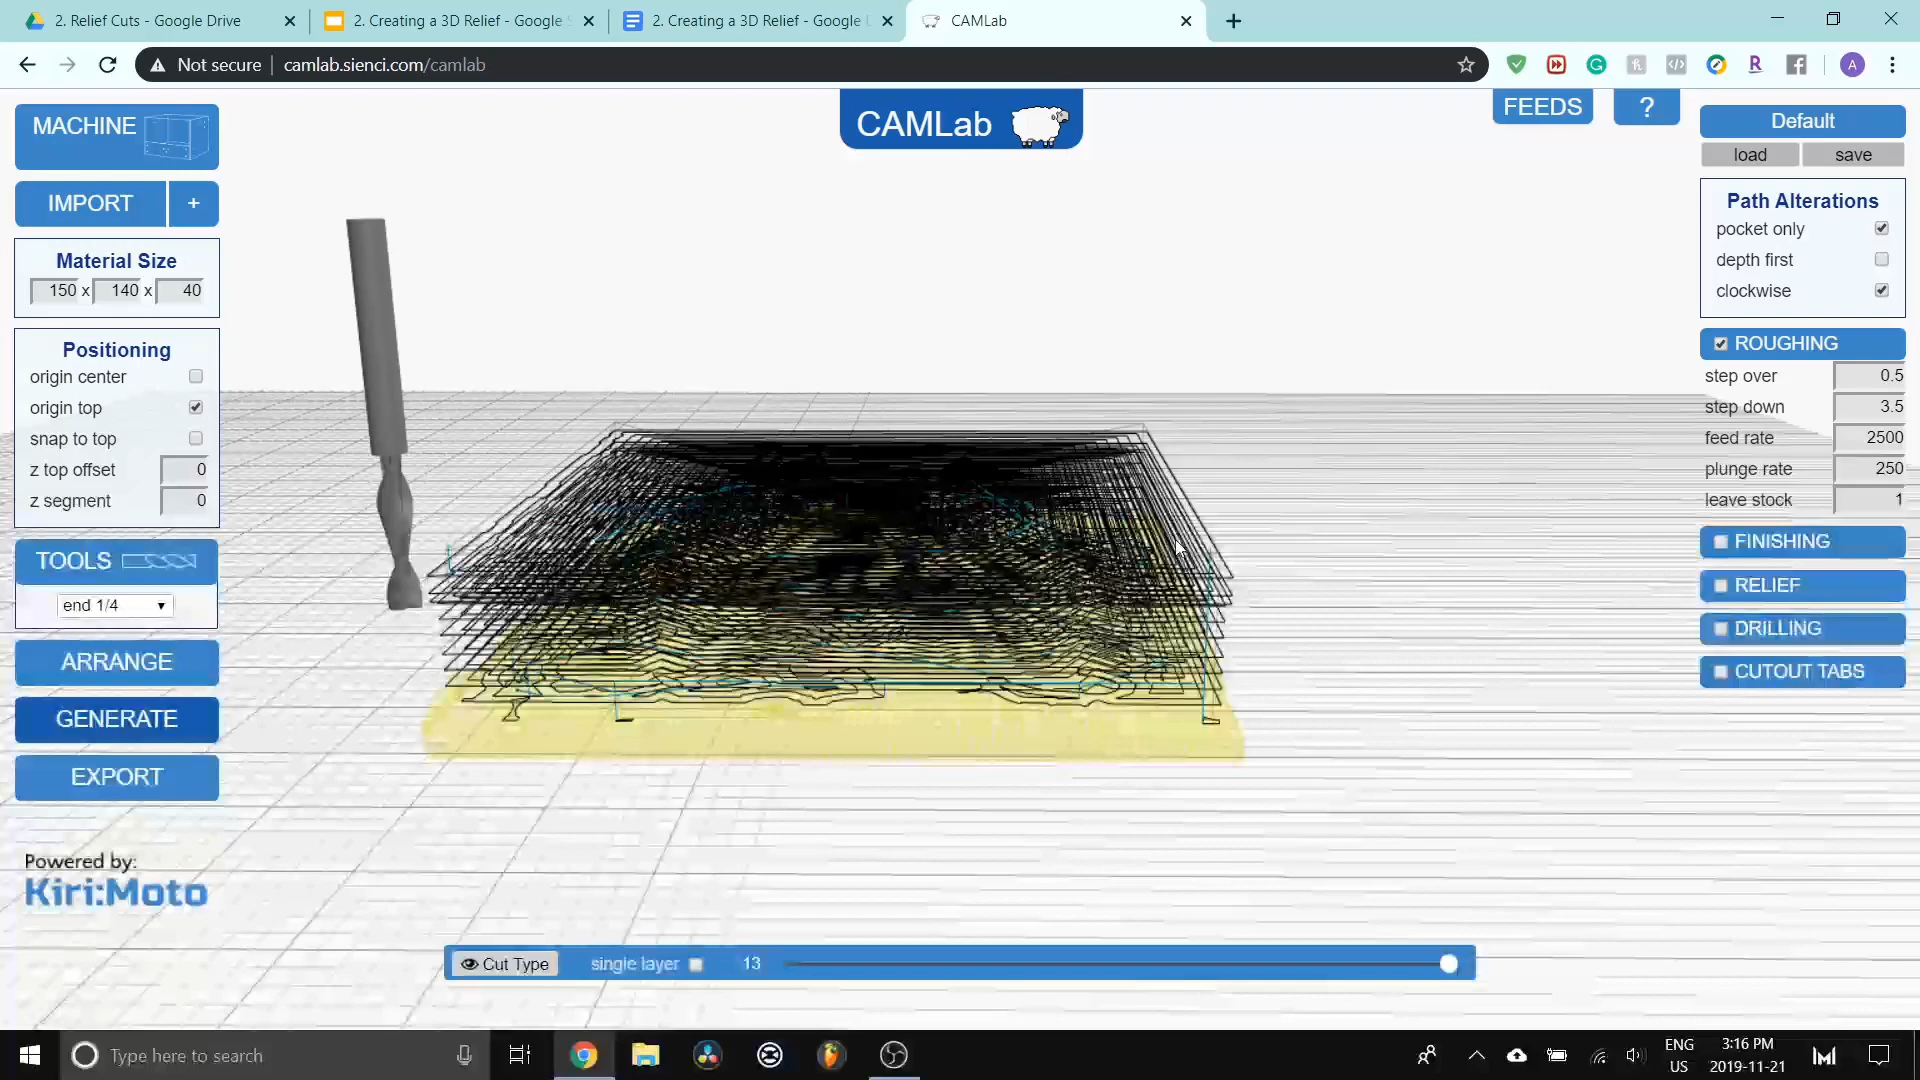 2. Relief Cuts - Google Drive
2. Creating a 3D Relief - Google S
2. Creating a 3D Relief - Google D
CAMLab
Not secure
camlab.sienci.com/camlab
A
MACHINE
CAMLab
FEEDS
?
Default
load
save
IMPORT
+
Path Alterations
pocket only
depth first
clockwise
Material Size
150 x 140 x 40
Positioning
origin center
origin top
snap to top
z top offset 0
z segment 0
ROUGHING
step over 0.5
step down 3.5
feed rate 2500
plunge rate 250
leave stock 1
TOOLS
end 1/4
FINISHING
RELIEF
DRILLING
CUTOUT TABS
ARRANGE
GENERATE
EXPORT
Powered by:
Kiri:Moto
Cut Type
single layer
13
Type here to search
ENG
US
3:16 PM
2019-11-21